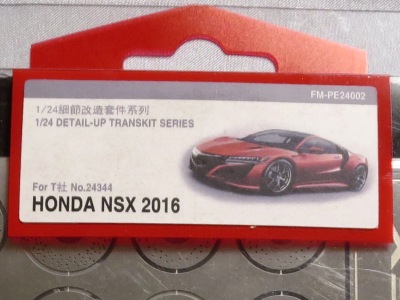 FM-PE24002
1/24細節改造套件系列
1/24 DETAIL-UP TRANSKIT SERIES
For T社 No.24344
HONDA NSX 2016